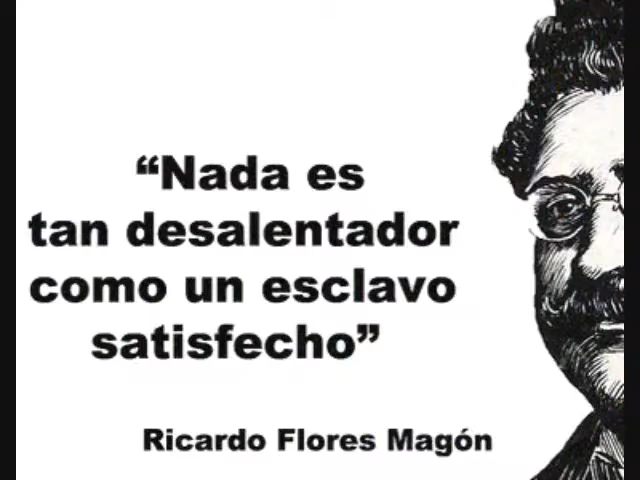 “Nada es
tan desalentador
como un esclavo
satisfecho”
Ricardo Flores Magón